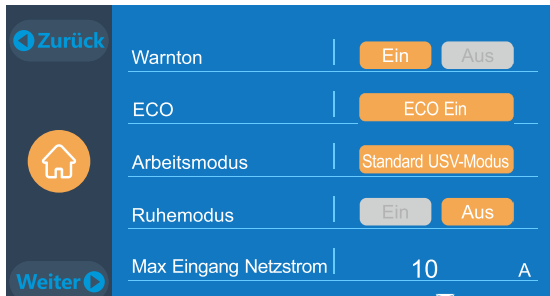 Zurück
Warnton Ein Aus
ECO ECO Ein
Arbeitsmodus Standard USV-Modus
Ruhemodus Ein Aus
Max Eingang Netzstrom 10 A
Weiter